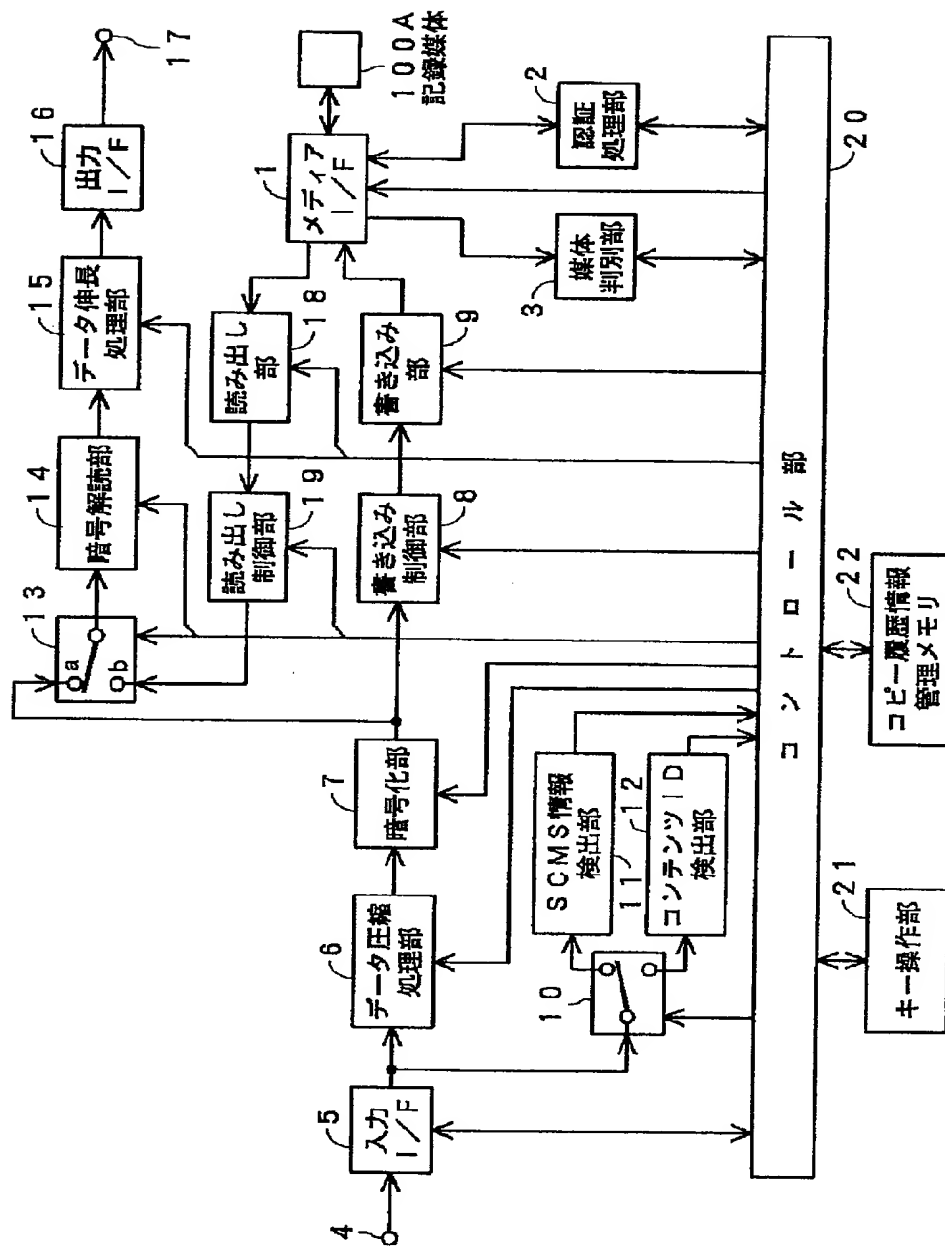 4
5
入力
I/F
6
データ圧縮
処理部
7
暗号化部
13
a
b
14
暗号解読部
15
データ伸長
処理部
16
出力
I/F
17
19
読み出し
制御部
18
読み出し
部
1
メディア
I/F
100A
記録媒体
8
書き込み
制御部
9
書き込み
部
10
SCMS情報
検出部
11
コンテンツID
検出部
12
3
媒体
判別部
2
認証
処理部
コントロール部
20
21
キー操作部
22
コピー履歴情報
管理メモリ